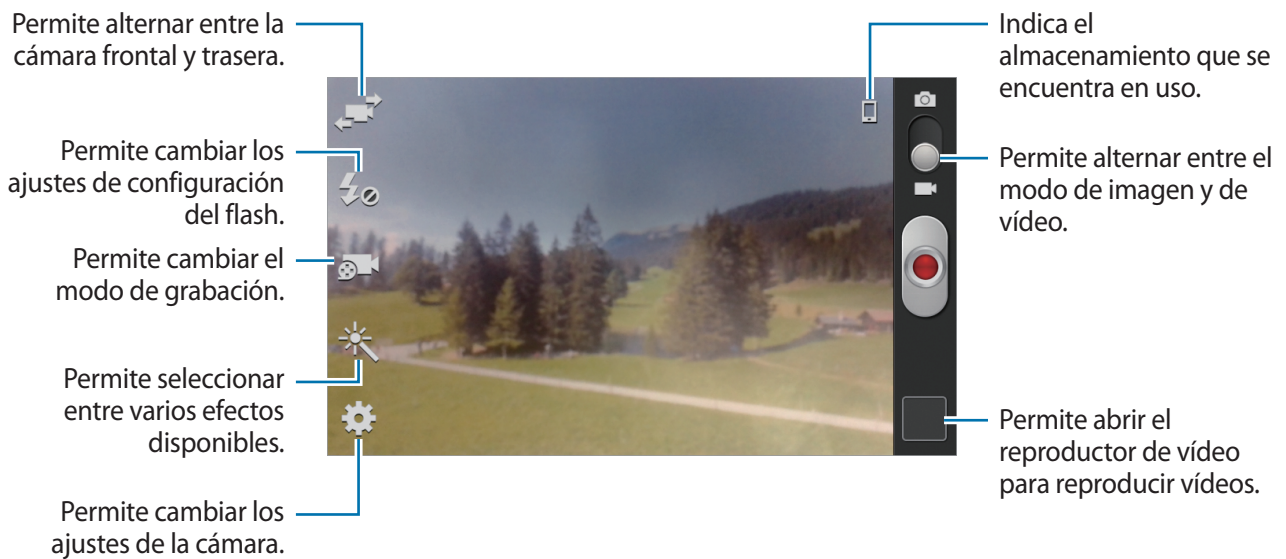 Permite alternar entre la
cámara frontal y trasera.
Permite cambiar los
ajustes de configuración
del flash.
Permite cambiar el
modo de grabación.
Permite seleccionar
entre varios efectos
disponibles.
Permite cambiar los
ajustes de la cámara.
Indica el
almacenamiento que se
encuentra en uso.
Permite alternar entre el
modo de imagen y de
vídeo.
Permite abrir el
reproductor de vídeo
para reproducir vídeos.